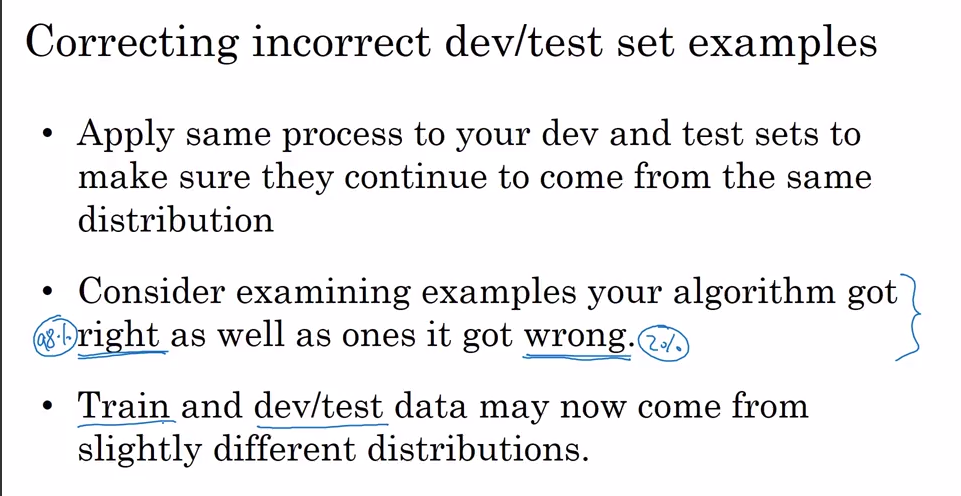 Correcting incorrect dev/test set examples
• Apply same process to your dev and test sets to
make sure they continue to come from the same
distribution
• Consider examining examples your algorithm got
98% right as well as ones it got wrong. 2%
• Train and dev/test data may now come from
slightly different distributions.